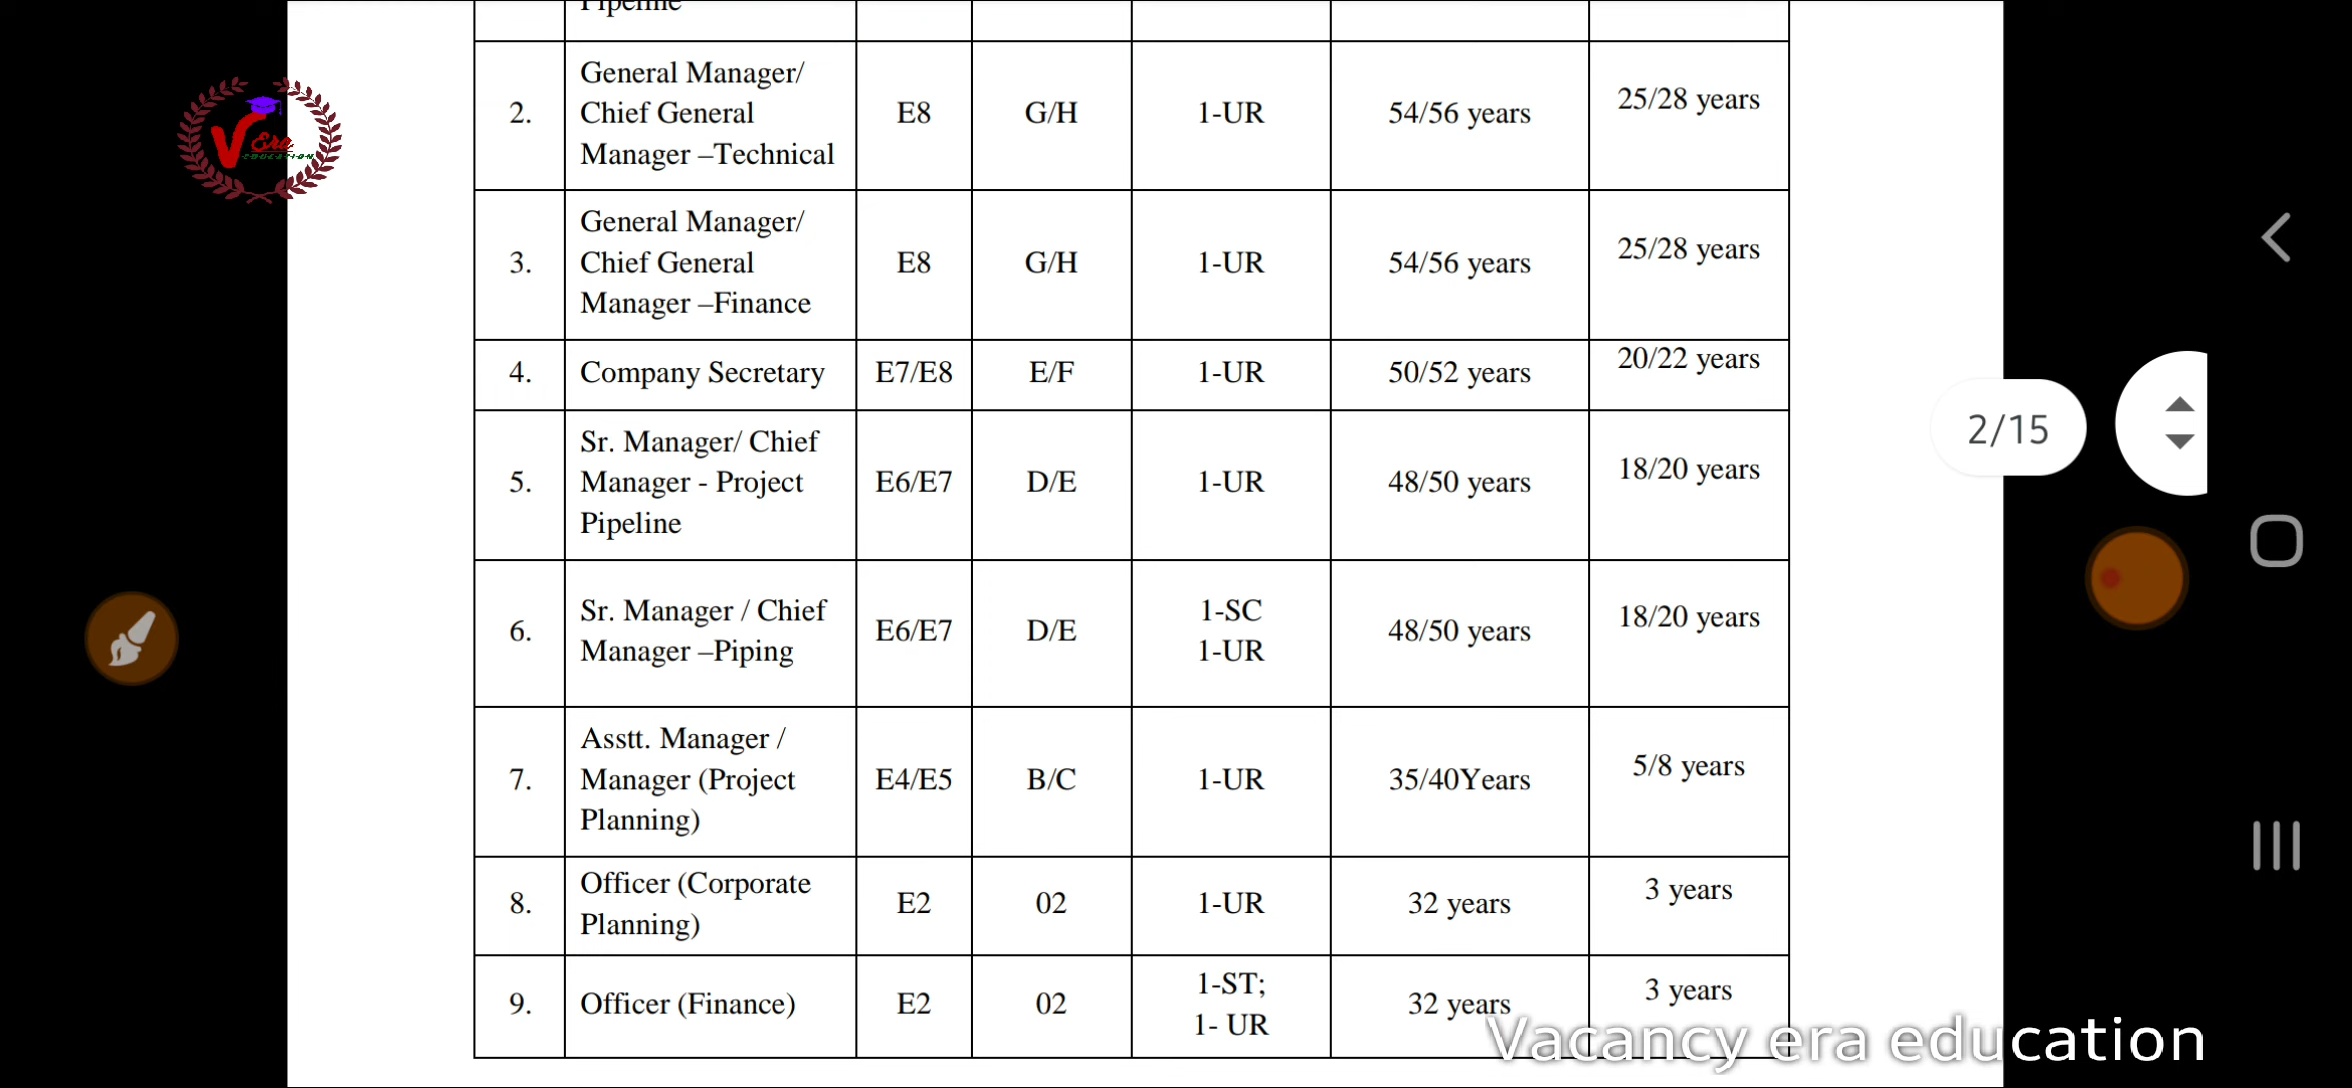 Pipeline
2.
General Manager/
Chief General
Manager –Technical
E8
G/H
1-UR
54/56 years
25/28 years
3.
General Manager/
Chief General
Manager –Finance
E8
G/H
1-UR
54/56 years
25/28 years
4.
Company Secretary
E7/E8
E/F
1-UR
50/52 years
20/22 years
5.
Sr. Manager/ Chief
Manager - Project
Pipeline
E6/E7
D/E
1-UR
48/50 years
18/20 years
6.
Sr. Manager / Chief
Manager –Piping
E6/E7
D/E
1-SC
1-UR
48/50 years
18/20 years
7.
Asstt. Manager /
Manager (Project
Planning)
E4/E5
B/C
1-UR
35/40Years
5/8 years
8.
Officer (Corporate
Planning)
E2
02
1-UR
32 years
3 years
9.
Officer (Finance)
E2
02
1-ST;
1- UR
32 years
3 years
V Era
EDUCATION
2/15
Vacancy era education